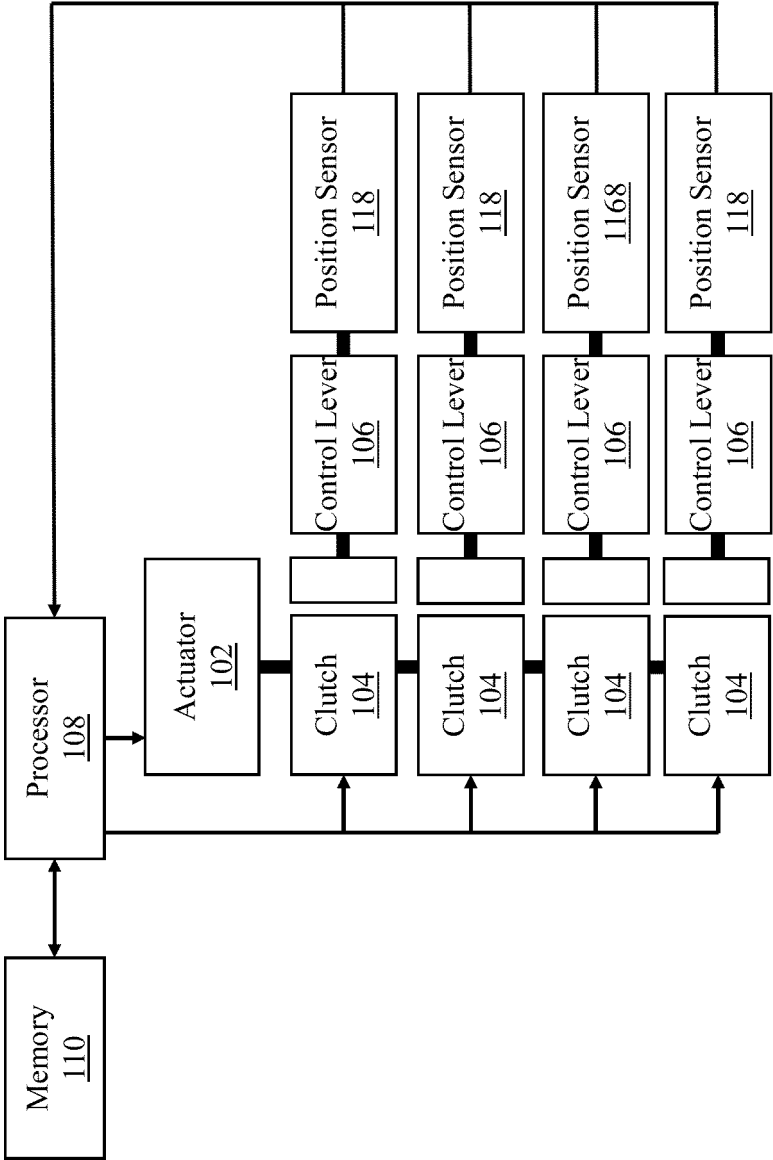 Memory
110
Processor
108
Actuator
102
Clutch
104
Control Lever
106
Position Sensor
118
Clutch
104
Control Lever
106
Position Sensor
118
Clutch
104
Control Lever
106
Position Sensor
1168
Clutch
104
Control Lever
106
Position Sensor
118